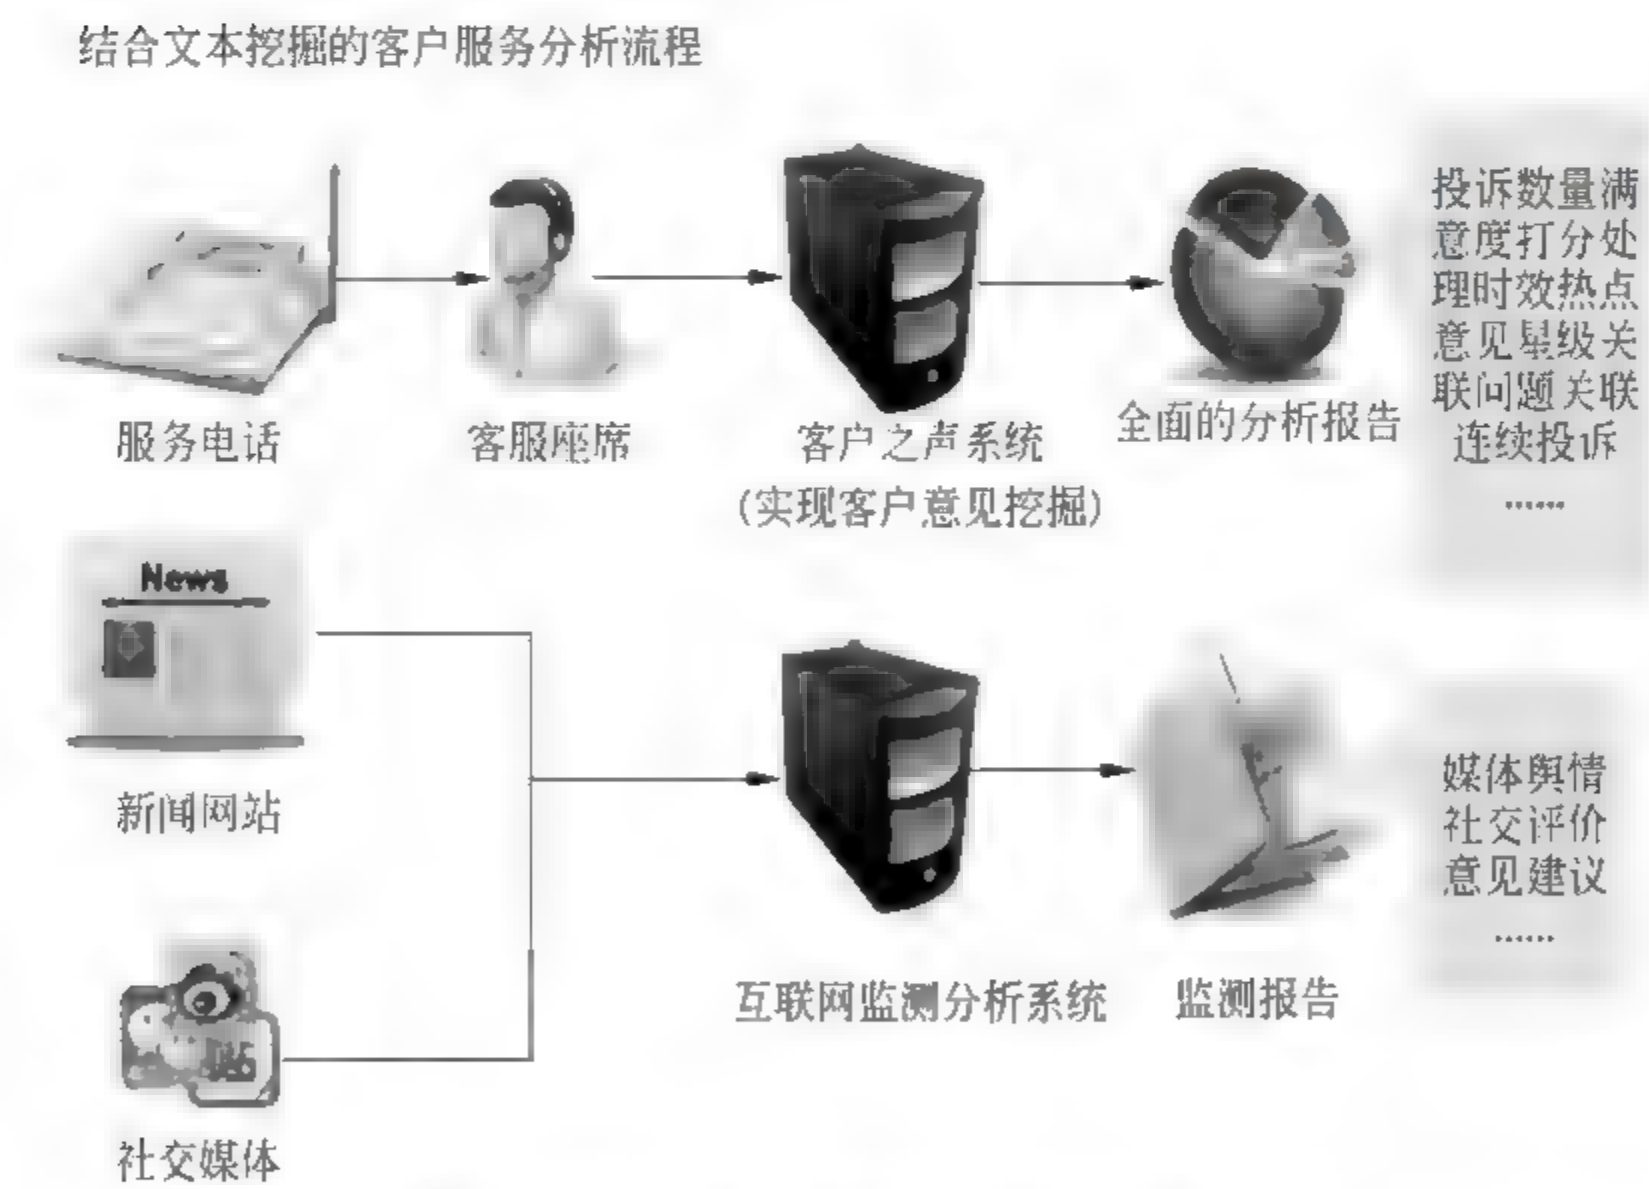 结合文本挖掘的客户服务分析流程
服务电话
客服座席
客户之声系统
(实现客户意见挖掘)
全面的分析报告
投诉数量满
意度打分处
理时效热点
意见星级关
联问题关联
连续投诉
……
News
新闻网站
社交媒体
互联网监测分析系统
监测报告
媒体舆情
社交评价
意见建议
……